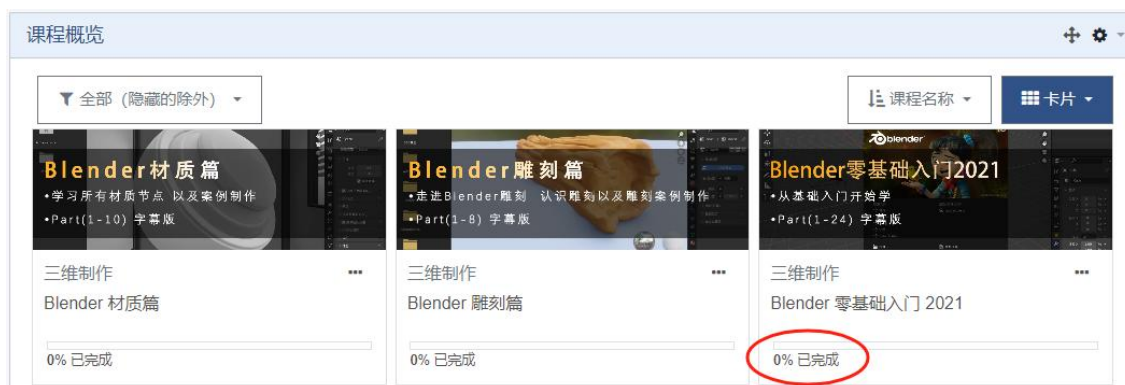 课程概览
全部 (隐藏的除外)
课程名称
卡片
Blender材质篇
•学习所有材质节点 以及案例制作
•Part(1-10) 字幕版
三维制作
Blender 材质篇
0% 已完成
Blender雕刻篇
•走进Blender雕刻 认识雕刻以及雕刻案例制作
•Part(1-8) 字幕版
三维制作
Blender 雕刻篇
0% 已完成
blender
Blender零基础入门2021
•从基础入门开始学
•Part(1-24) 字幕版
三维制作
Blender 零基础入门 2021
0% 已完成